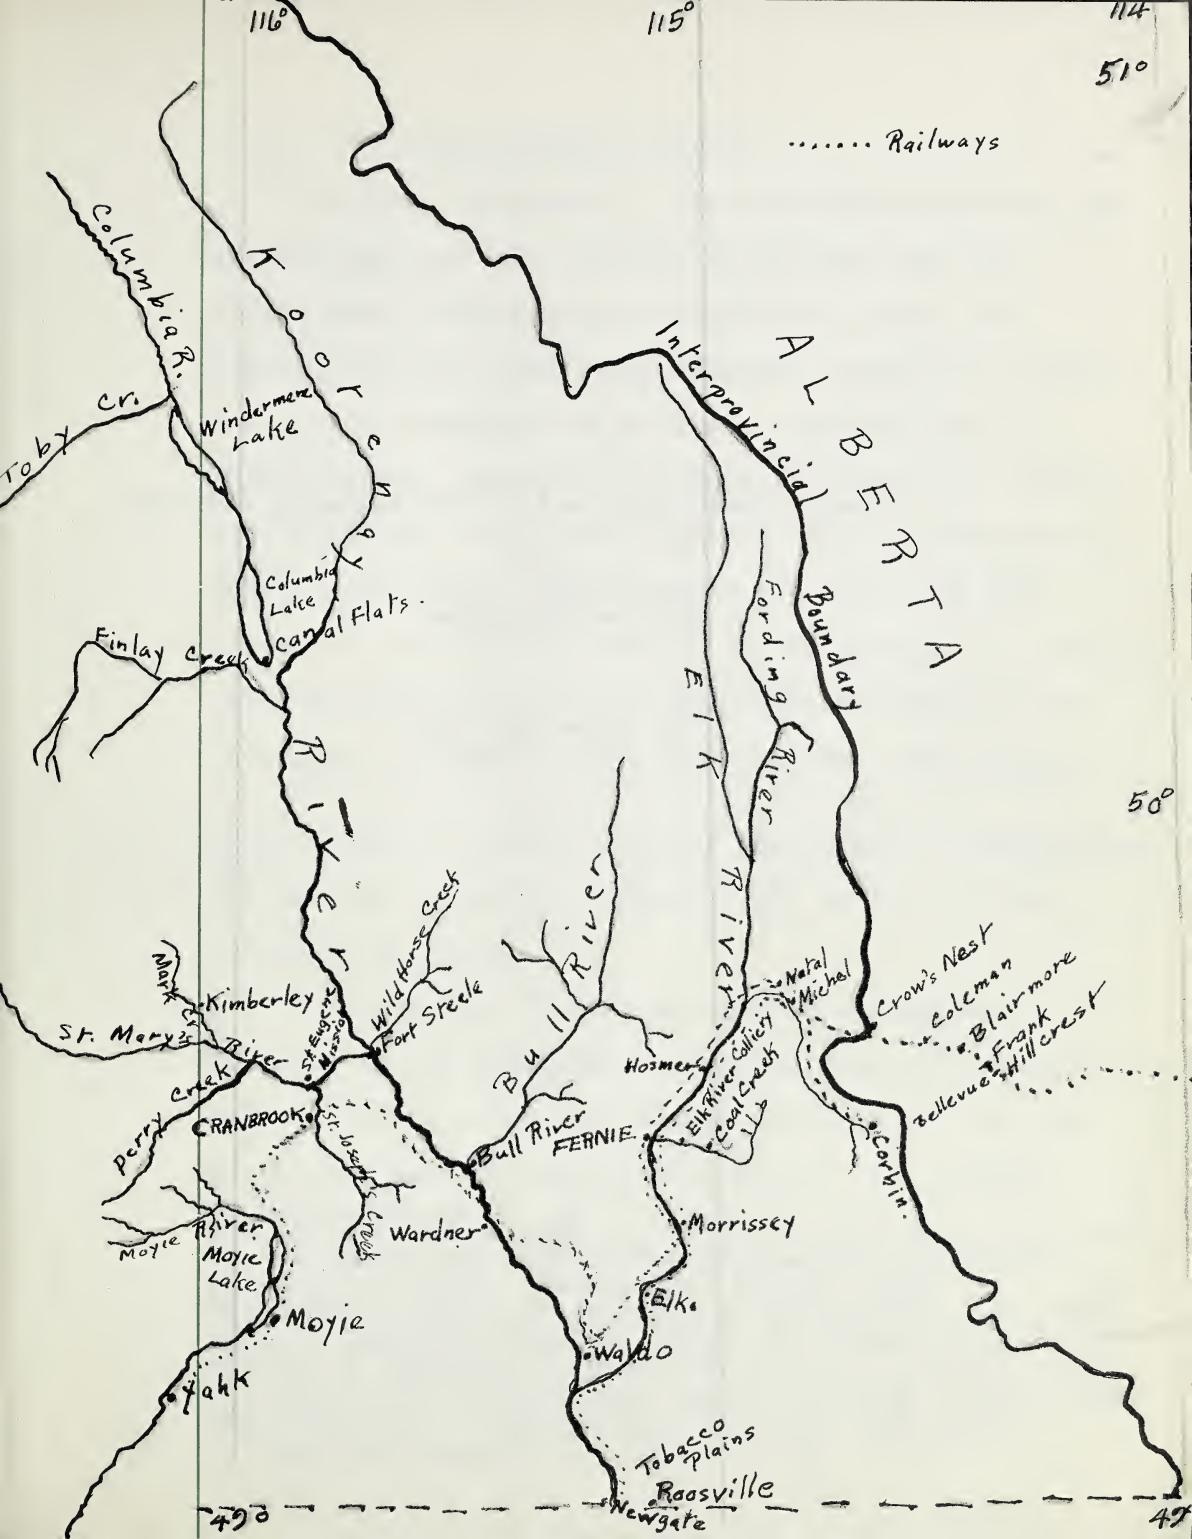 116°
115°
114
51°
Railways
Columbia R.
Kootenay
Interprovincial
ALBERTA
Windermere
Lake
Toby Cr.
Columbia
Lake
Canal Flats.
Finlay Creek
Fording
Boundary
Elk
River
River
50°
River
River
Wild Horse Creek
Bull River
Mark Cr.
Kimberley
St. Eugene
Mission
Fort Steele
Natal
Michel
Crow's Nest
Coleman
Blairmore
Frank
Hillcrest
Bellevue
St. Mary's River
Perry Creek
Hosmer
Elk River Colliery
Coal Creek
CRANBROOK
St. Joseph's Creek
Bull River
FERNIE
Corbin.
Moyie River
Moyie
Lake
Wardner
Morrissey
Elk.
Moyie
Waldo
Yahk
Tobacco
Plains
Roosville
Newgate
490
49